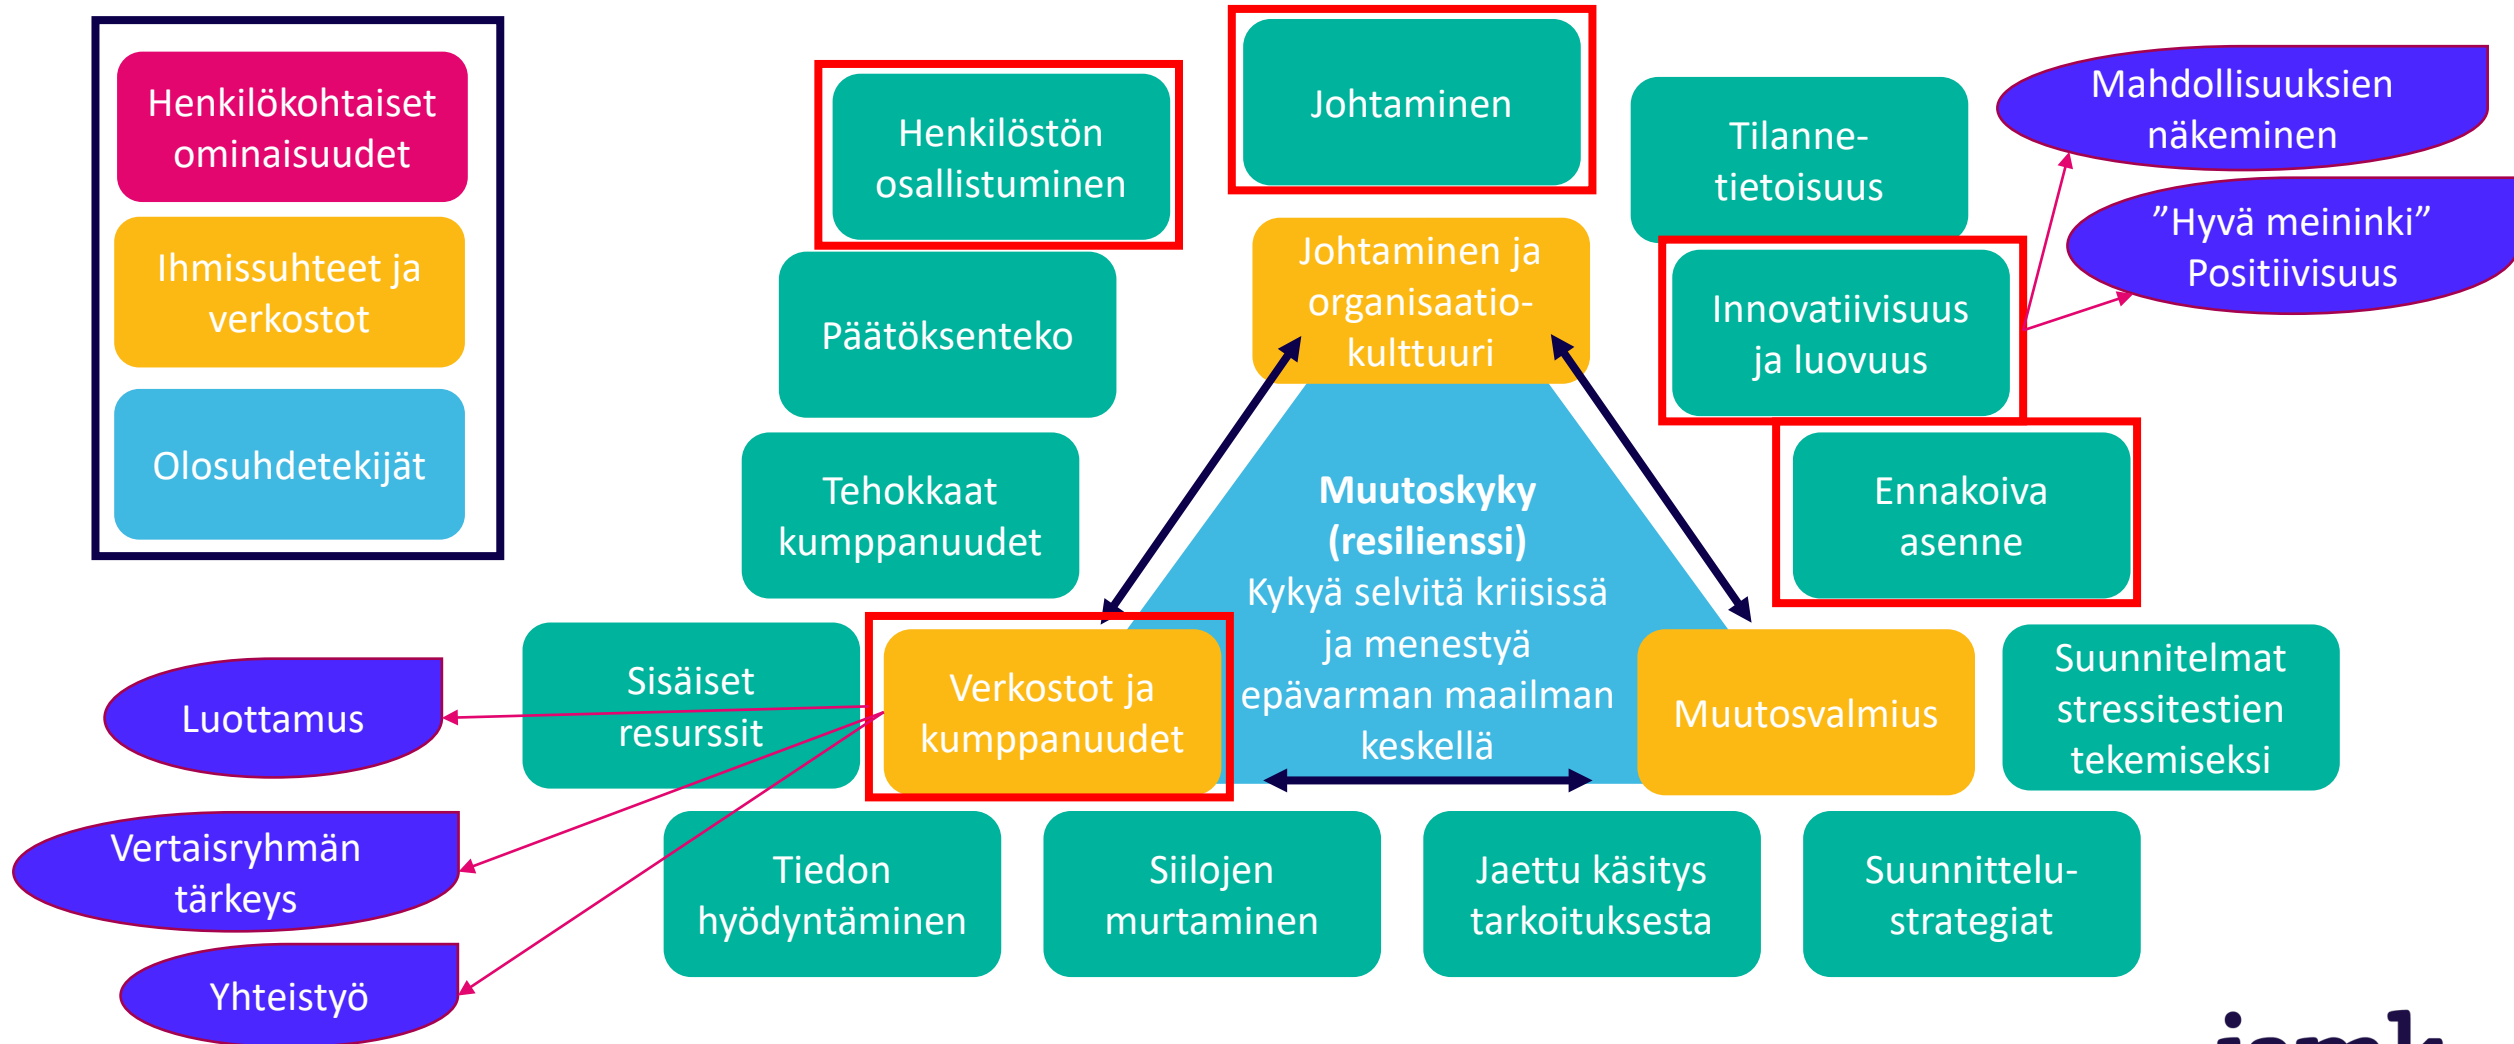 Henkilökohtaiset
ominaisuudet
Ihmissuhteet ja
verkostot
Olosuhdetekijät
Johtaminen
Henkilöstön
osallistuminen
Tilanne-
tietoisuus
Mahdollisuuksien
näkeminen
”Hyvä meininki”
Positiivisuus
Johtaminen ja
organisaatio-
kulttuuri
Päätöksenteko
Innovatiivisuus
ja luovuus
Tehokkaat
kumppanuudet
Ennakoiva
asenne
Muutoskyky
(resilienssi)
Kykyä selvitä kriisissä
ja menestyä
epävarman maailman
keskellä
Sisäiset
resurssit
Verkostot ja
kumppanuudet
Muutosvalmius
Suunnitelmat
stressitestien
tekemiseksi
Luottamus
Vertaisryhmän
tärkeys
Yhteistyö
Tiedon
hyödyntäminen
Siilojen
murtaminen
Jaettu käsitys
tarkoituksesta
Suunnittelu-
strategiat
jamk